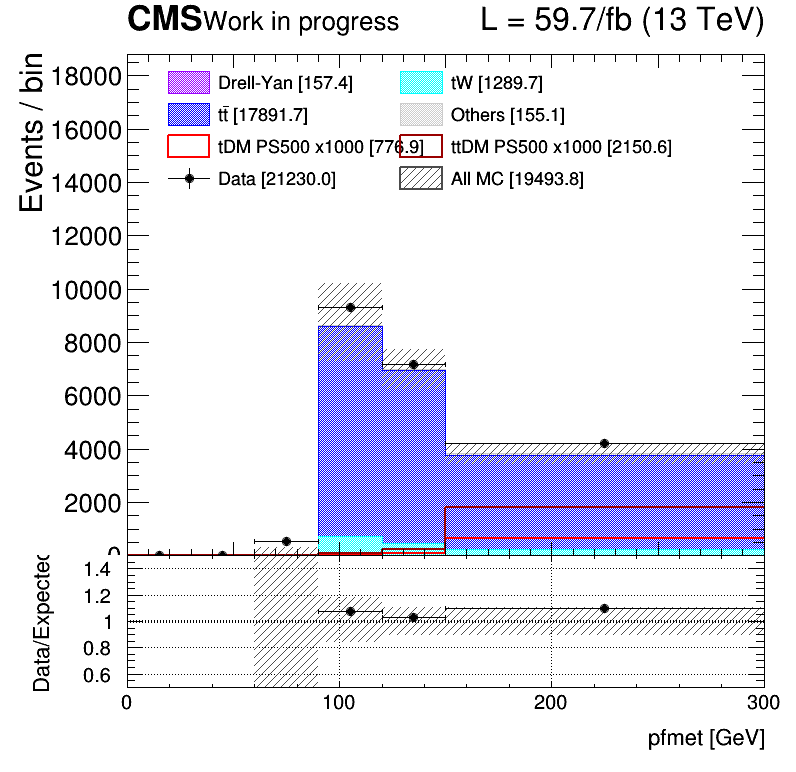 CMS Work in progress L = 59.7/fb (13 TeV)
Events / bin
18000
16000
14000
12000
10000
8000
6000
4000
2000
0
Drell-Yan [157.4] tW [1289.7]
tt̄ [17891.7] Others [155.1]
tDM PS500 x1000 [776.9] ttDM PS500 x1000 [2150.6]
Data [21230.0] All MC [19493.8]
Data/Expected
1.4
1.2
1
0.8
0.6
0 100 200 300
pfmet [GeV]